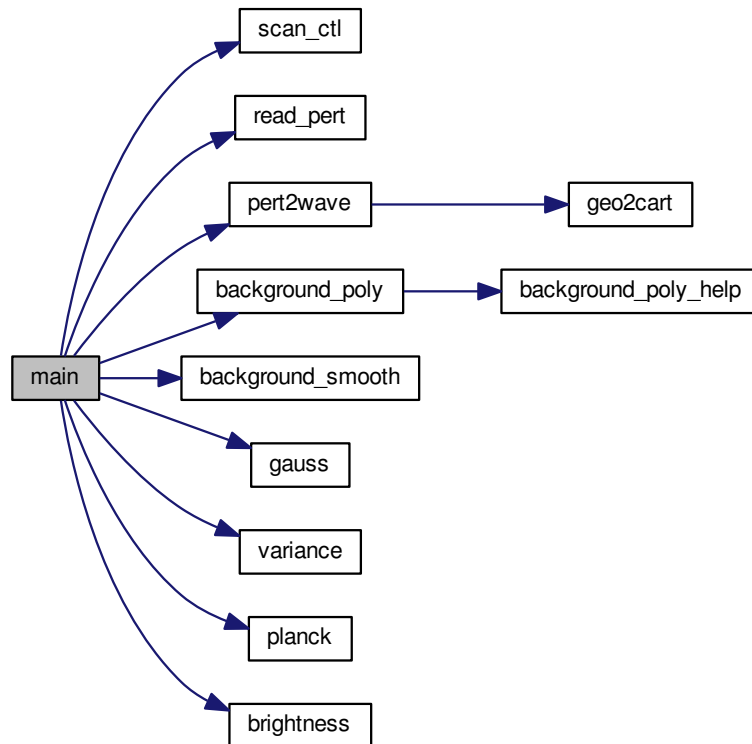 scan_ctl
read_pert
pert2wave
geo2cart
background_poly
background_poly_help
main
background_smooth
gauss
variance
planck
brightness